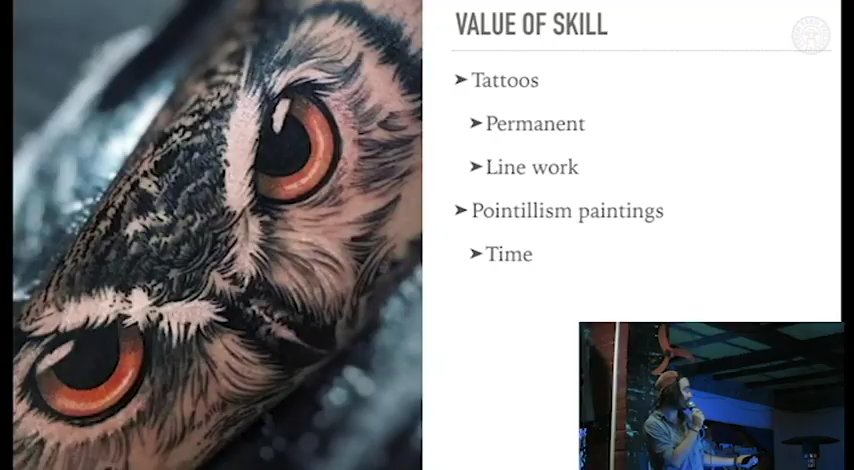 VALUE OF SKILL
➤ Tattoos
➤ Permanent
➤ Line work
➤ Pointillism paintings
➤ Time